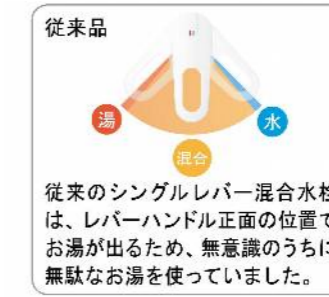 従来品
湯
水
混合
従来のシングルレバー混合水栓
は、レバーハンドル正面の位置で
お湯が出るため、無意識のうちに
無駄なお湯を使っていました。